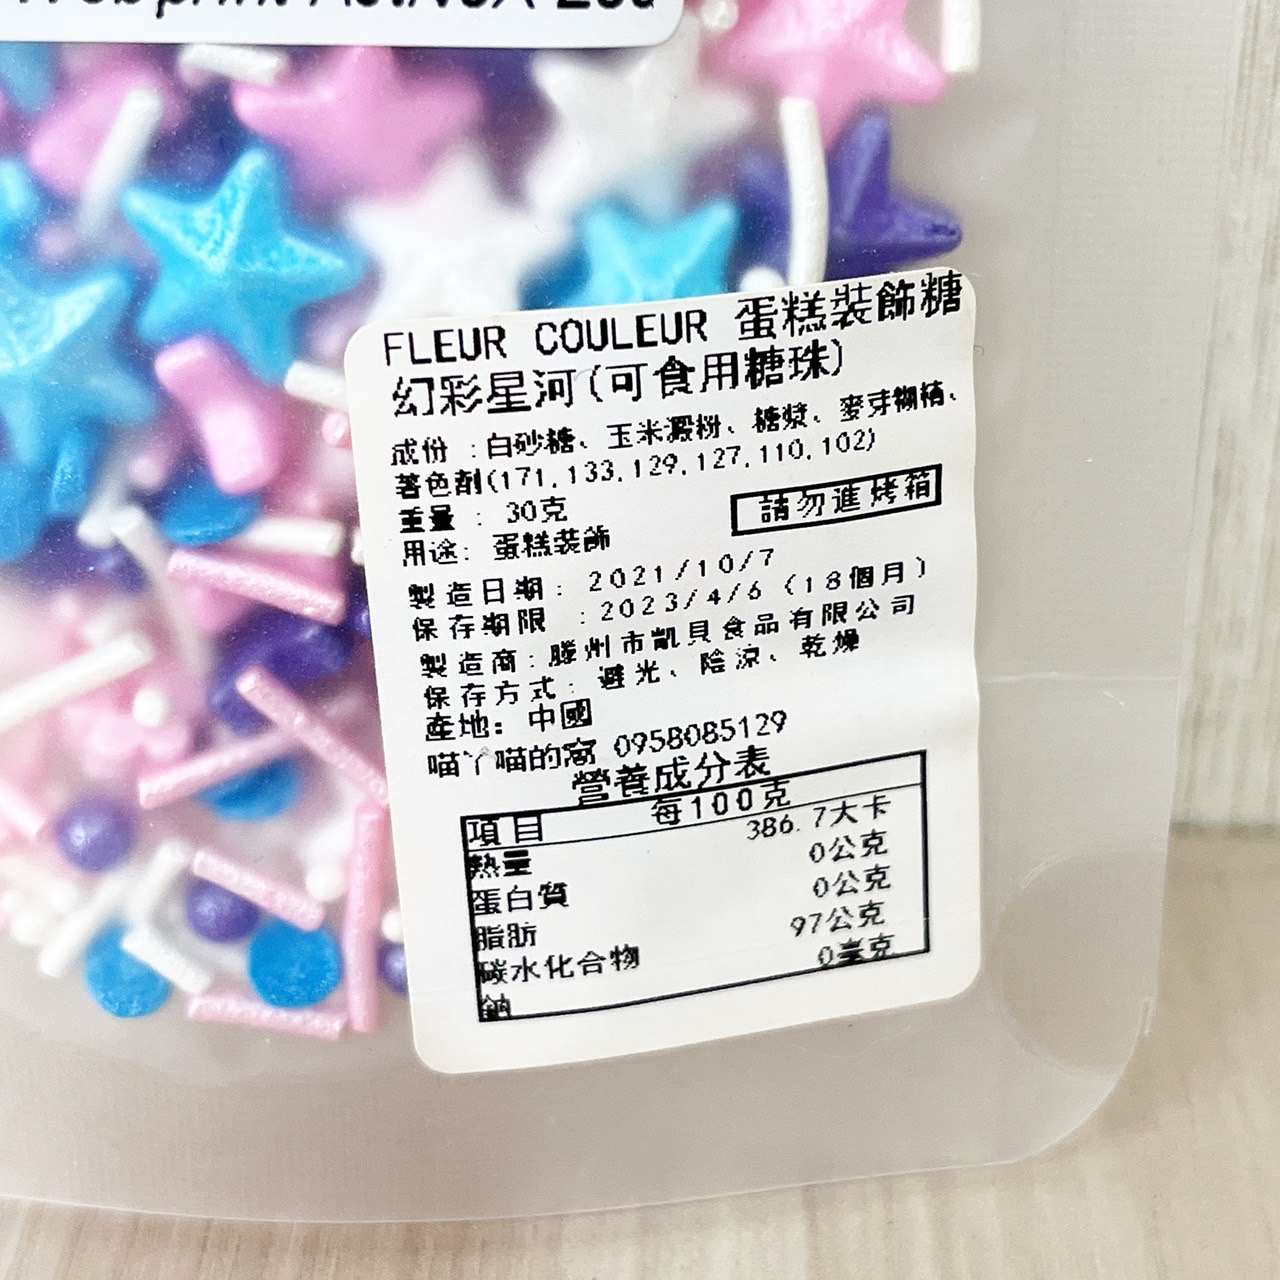 FLEUR COULEUR 蛋糕裝飾糖
幻彩星河(可食用糖珠)
成份 :白砂糖、玉米澱粉、糖漿、麥芽糊精、
著色劑(171,133,129,127,110,102)
重量 : 30克
請勿進烤箱
用途: 蛋糕裝飾
製造日期: 2021/10/7
保存期限 :2023/4/6 (18個月)
製造商:滕州市凱貝食品有限公司
保存方式: 避光、陰涼、乾燥
產地: 中國
喵丫喵的窩 0958085129
營養成分表
項目 每100克
熱量 386.7大卡
蛋白質 0公克
脂肪 0公克
碳水化合物 97公克
鈉 0毫克